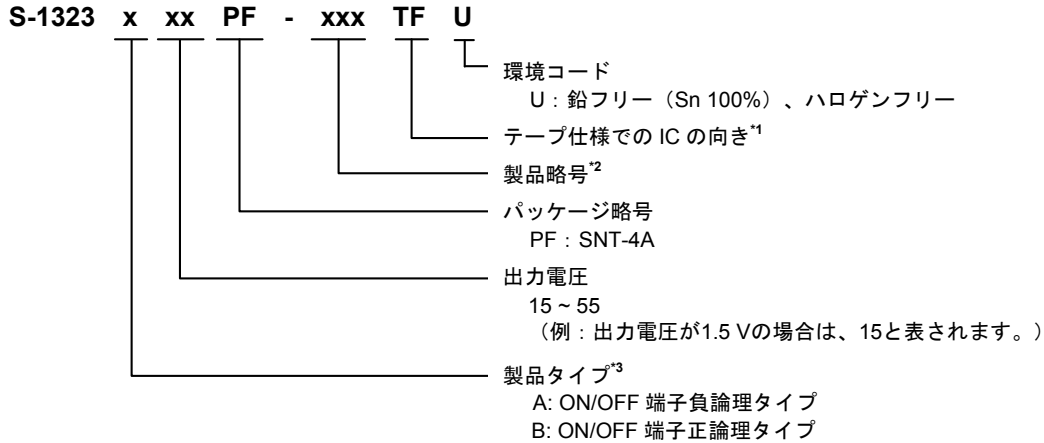 S-1323 x xx PF - xxx TF U
環境コード
U：鉛フリー（Sn 100%）、ハロゲンフリー
テープ仕様での IC の向き*1
製品略号*2
パッケージ略号
PF：SNT-4A
出力電圧
15 ~ 55
（例：出力電圧が1.5 Vの場合は、15と表されます。）
製品タイプ*3
A: ON/OFF 端子負論理タイプ
B: ON/OFF 端子正論理タイプ